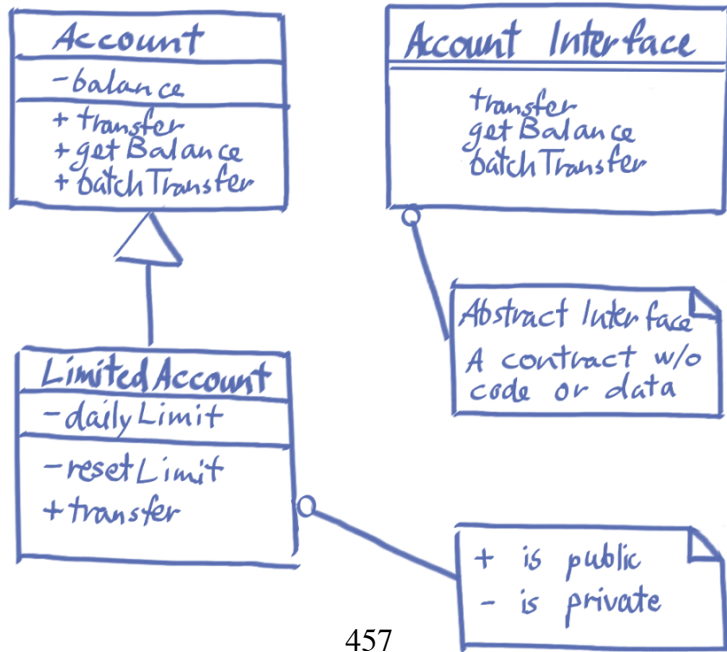 Account
-balance
+ transfer
+getBalance
+batchTransfer
Account Interface
transfer
getBalance
batchTransfer
Abstract Interface
A contract w/o
code or data
LimitedAccount
-dailyLimit
-resetLimit
+transfer
+ is public
- is private
457